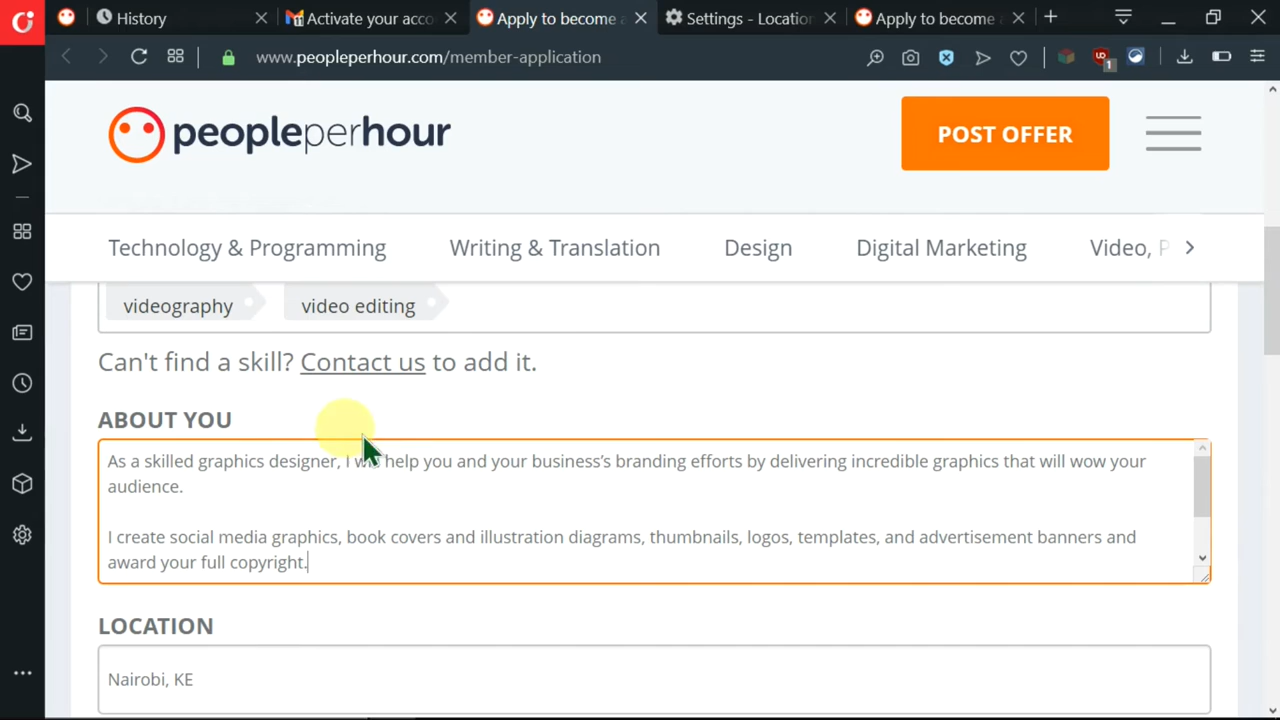 History
Activate your acco
Apply to become a
Settings - Location
Apply to become
www.peopleperhour.com/member-application
1
peopleperhour
POST OFFER
Technology & Programming
Writing & Translation
Design
Digital Marketing
Video, P
videography
video editing
Can't find a skill? Contact us to add it.
ABOUT YOU
As a skilled graphics designer, I will help you and your business’s branding efforts by delivering incredible graphics that will wow your
audience.
I create social media graphics, book covers and illustration diagrams, thumbnails, logos, templates, and advertisement banners and
award your full copyright.
LOCATION
Nairobi, KE